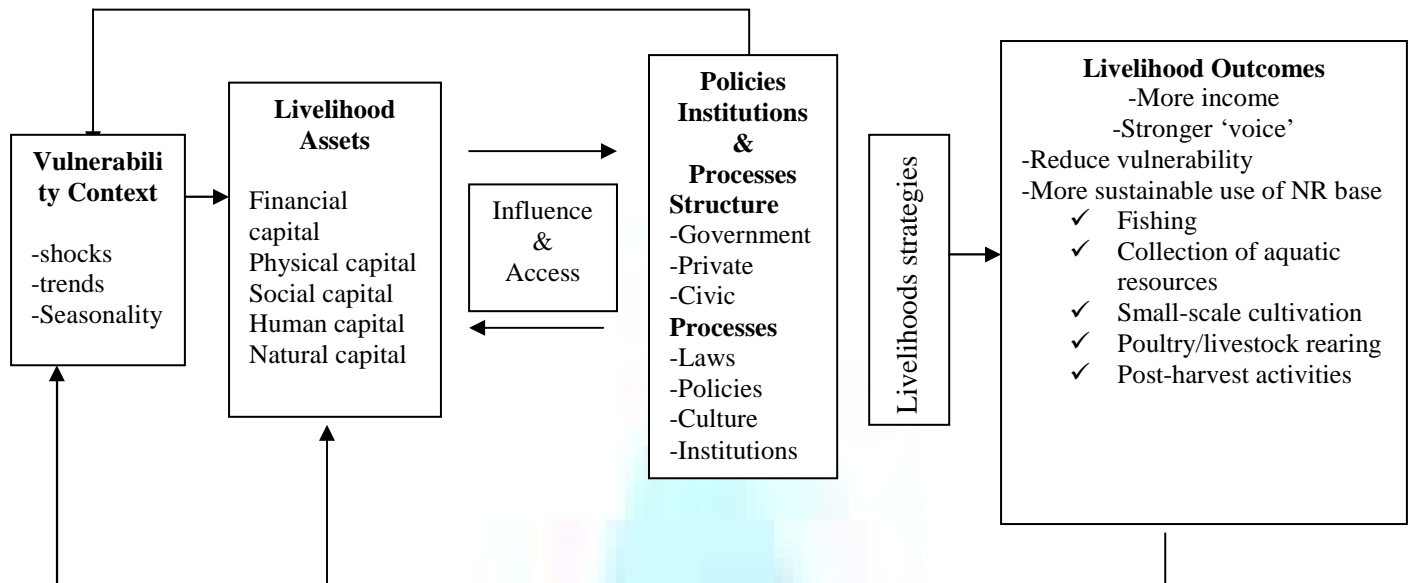 Vulnerabili
ty Context
-shocks
-trends
-Seasonality
Livelihood
Assets
Financial
capital
Physical capital
Social capital
Human capital
Natural capital
Influence
&
Access
Policies
Institutions
&
Processes
Structure
-Government
-Private
-Civic
Processes
-Laws
-Policies
-Culture
-Institutions
Livelihoods strategies
Livelihood Outcomes
-More income
-Stronger ‘voice’
-Reduce vulnerability
-More sustainable use of NR base
✓ Fishing
✓ Collection of aquatic
resources
✓ Small-scale cultivation
✓ Poultry/livestock rearing
✓ Post-harvest activities